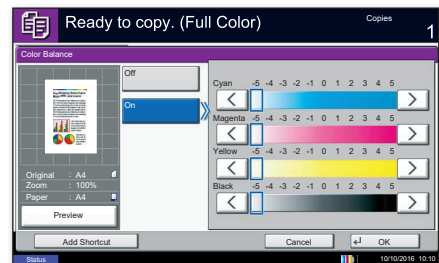 Ready to copy. (Full Color)
Copies
1
Color Balance
Off
On
Cyan
-5 -4 -3 -2 -1 0 1 2 3 4 5
Magenta
-5 -4 -3 -2 -1 0 1 2 3 4 5
Yellow
-5 -4 -3 -2 -1 0 1 2 3 4 5
Black
-5 -4 -3 -2 -1 0 1 2 3 4 5
Original : A4
Zoom : 100%
Paper : A4
Preview
Add Shortcut
Cancel
OK
Status
10/10/2016 10:10